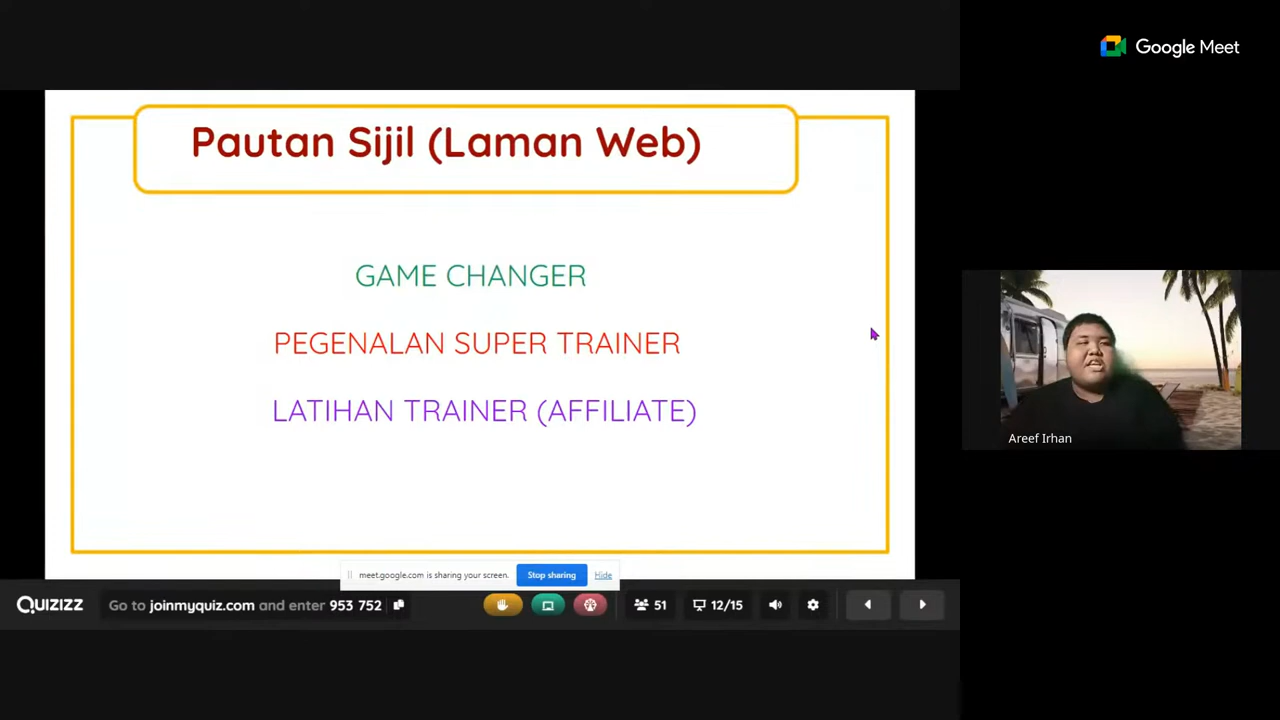 Google Meet
Pautan Sijil (Laman Web)
GAME CHANGER
PEGENALAN SUPER TRAINER
LATIHAN TRAINER (AFFILIATE)
Areef Irhan
meet.google.com is sharing your screen. Stop sharing Hide
QUIZIZZ Go to joinmyquiz.com and enter 953 752 51 12/15